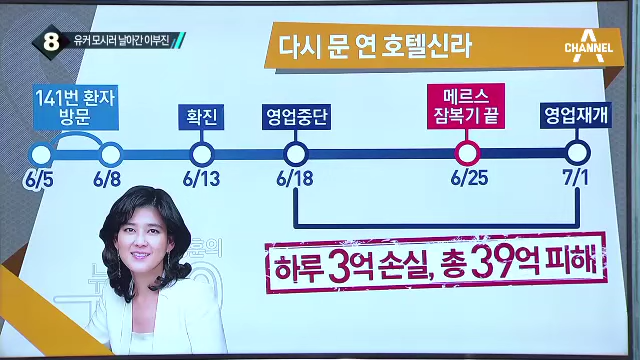 8 유커 모시러 날아간 이부진
다시 문 연 호텔신라
CHANNEL A
141번 환자
방문
확진
영업중단
메르스
잠복기 끝
영업재개
6/5
6/8
6/13
6/18
6/25
7/1
하루 3억 손실, 총 39억 피해